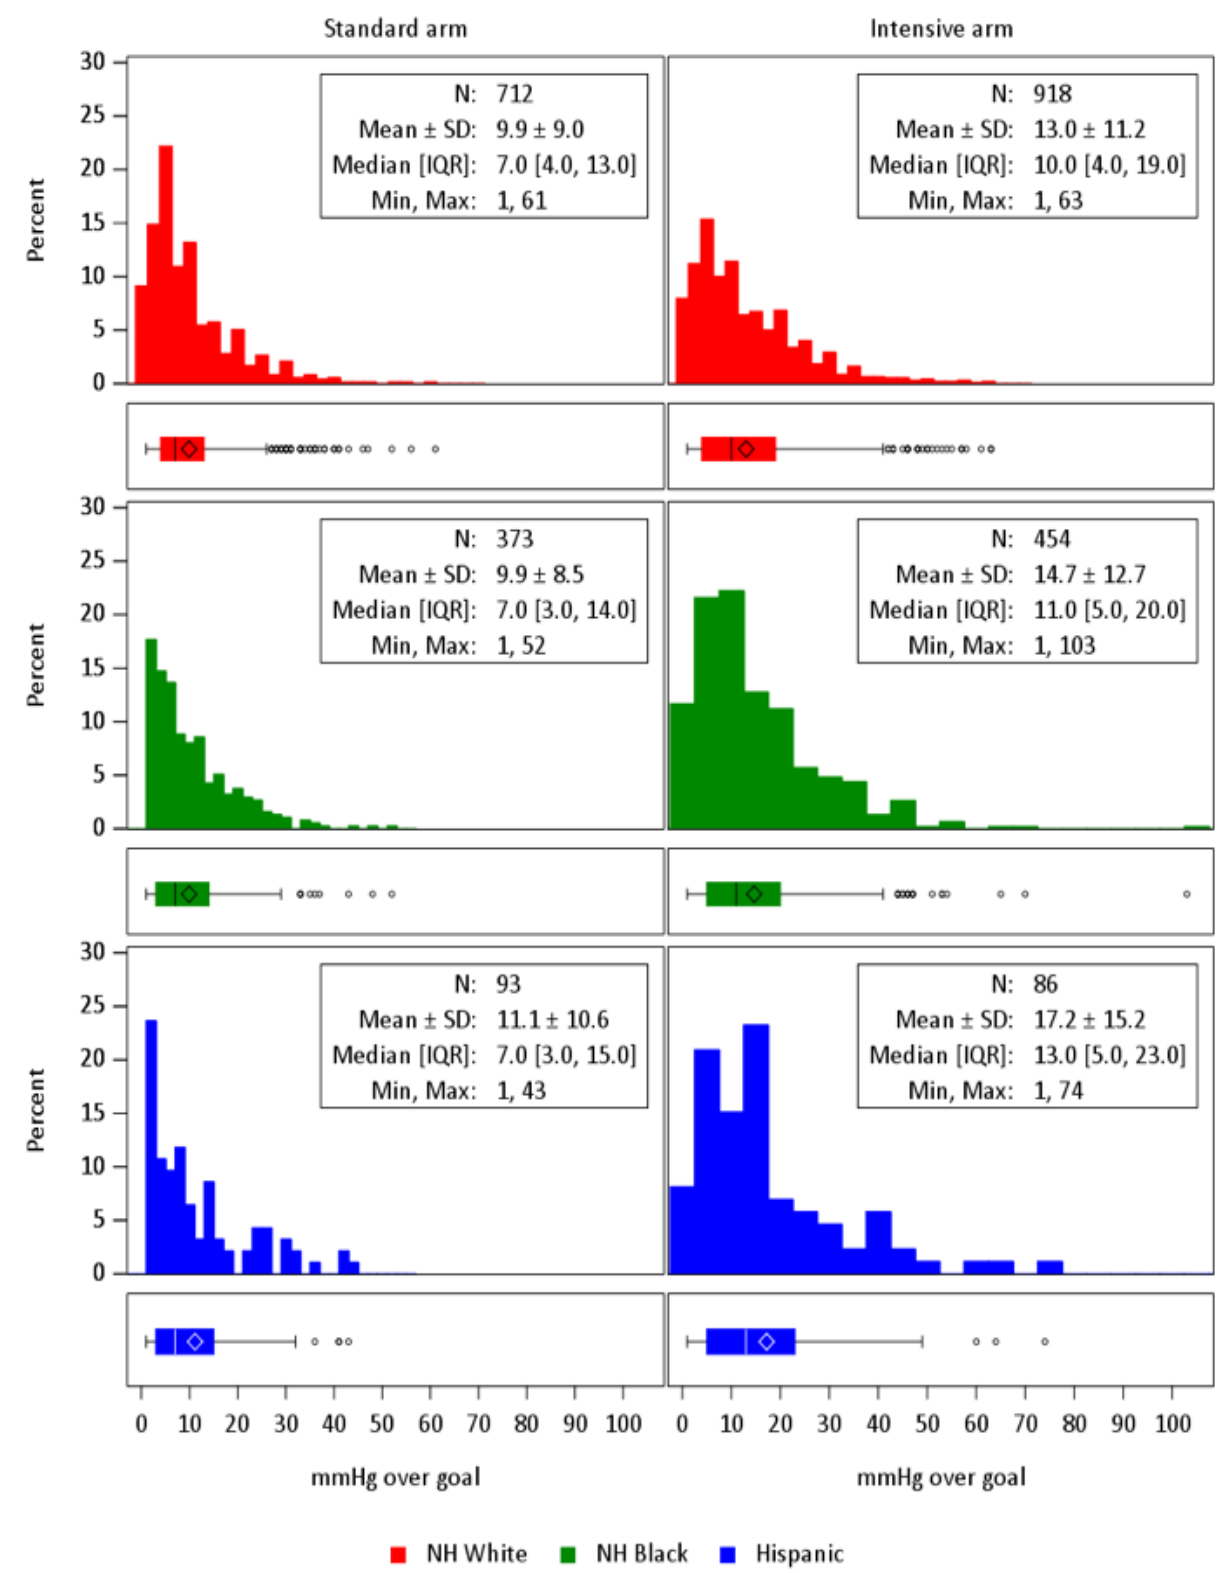 Standard arm
Intensive arm
30
25
20
15
10
5
0
Percent
N: 712
Mean ± SD: 9.9 ± 9.0
Median [IQR]: 7.0 [4.0, 13.0]
Min, Max: 1, 61
N: 918
Mean ± SD: 13.0 ± 11.2
Median [IQR]: 10.0 [4.0, 19.0]
Min, Max: 1, 63
30
25
20
15
10
5
0
Percent
N: 373
Mean ± SD: 9.9 ± 8.5
Median [IQR]: 7.0 [3.0, 14.0]
Min, Max: 1, 52
N: 454
Mean ± SD: 14.7 ± 12.7
Median [IQR]: 11.0 [5.0, 20.0]
Min, Max: 1, 103
30
25
20
15
10
5
0
Percent
N: 93
Mean ± SD: 11.1 ± 10.6
Median [IQR]: 7.0 [3.0, 15.0]
Min, Max: 1, 43
N: 86
Mean ± SD: 17.2 ± 15.2
Median [IQR]: 13.0 [5.0, 23.0]
Min, Max: 1, 74
0 10 20 30 40 50 60 70 80 90 100
0 10 20 30 40 50 60 70 80 90 100
mmHg over goal
mmHg over goal
NH White NH Black Hispanic